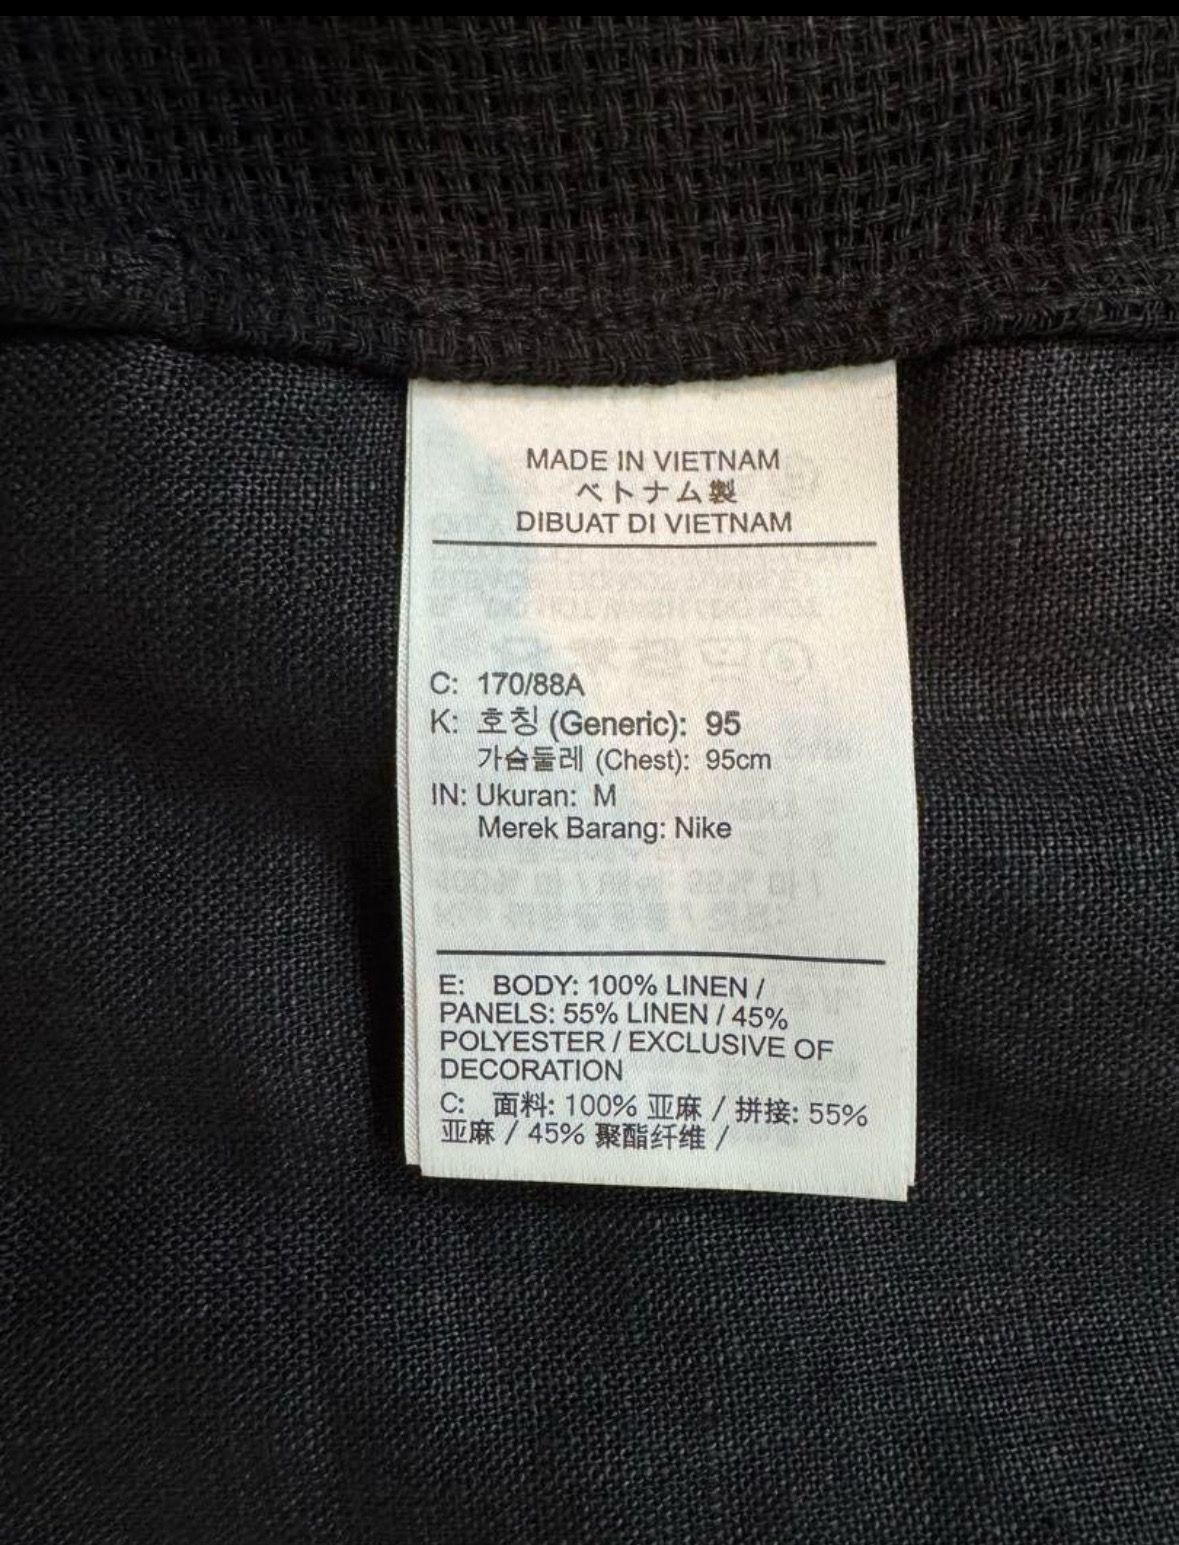 MADE IN VIETNAM
ベトナム製
DIBUAT DI VIETNAM
C: 170/88A
K: 호칭 (Generic): 95
가슴둘레 (Chest): 95cm
IN: Ukuran: M
Merek Barang: Nike
E: BODY: 100% LINEN /
PANELS: 55% LINEN / 45%
POLYESTER / EXCLUSIVE OF
DECORATION
C: 面料: 100% 亚麻 / 拼接: 55%
亚麻 / 45% 聚酯纤维 /